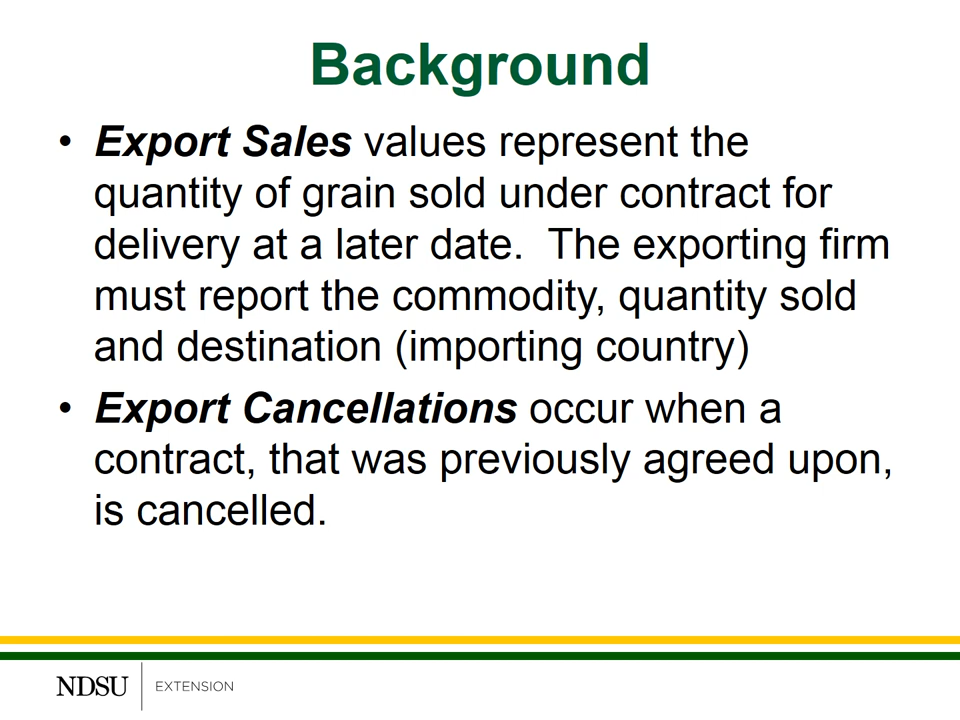 Background
• Export Sales values represent the
quantity of grain sold under contract for
delivery at a later date.  The exporting firm
must report the commodity, quantity sold
and destination (importing country)
• Export Cancellations occur when a
contract, that was previously agreed upon,
is cancelled.
NDSU EXTENSION